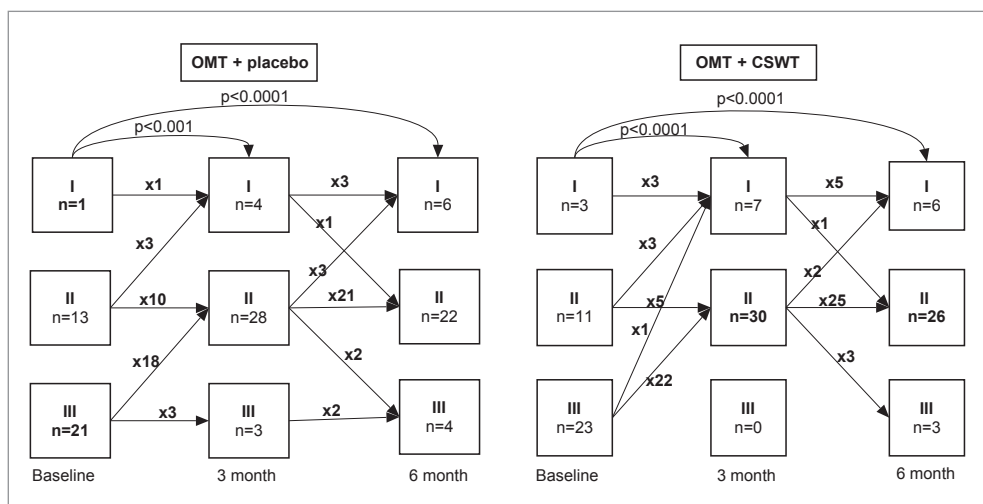 OMT + placebo
p<0.0001
p<0.001
I
n=1
x1
I
n=4
x3
I
n=6
x3
x1
x3
II
n=13
x10
II
n=28
x21
II
n=22
x18
x2
III
n=21
x3
III
n=3
x2
III
n=4
Baseline
3 month
6 month
OMT + CSWT
p<0.0001
p<0.0001
I
n=3
x3
I
n=7
x5
I
n=6
x3
x1
x2
II
n=11
x5
x1
II
n=30
x25
II
n=26
x22
x3
III
n=23
III
n=0
III
n=3
Baseline
3 month
6 month